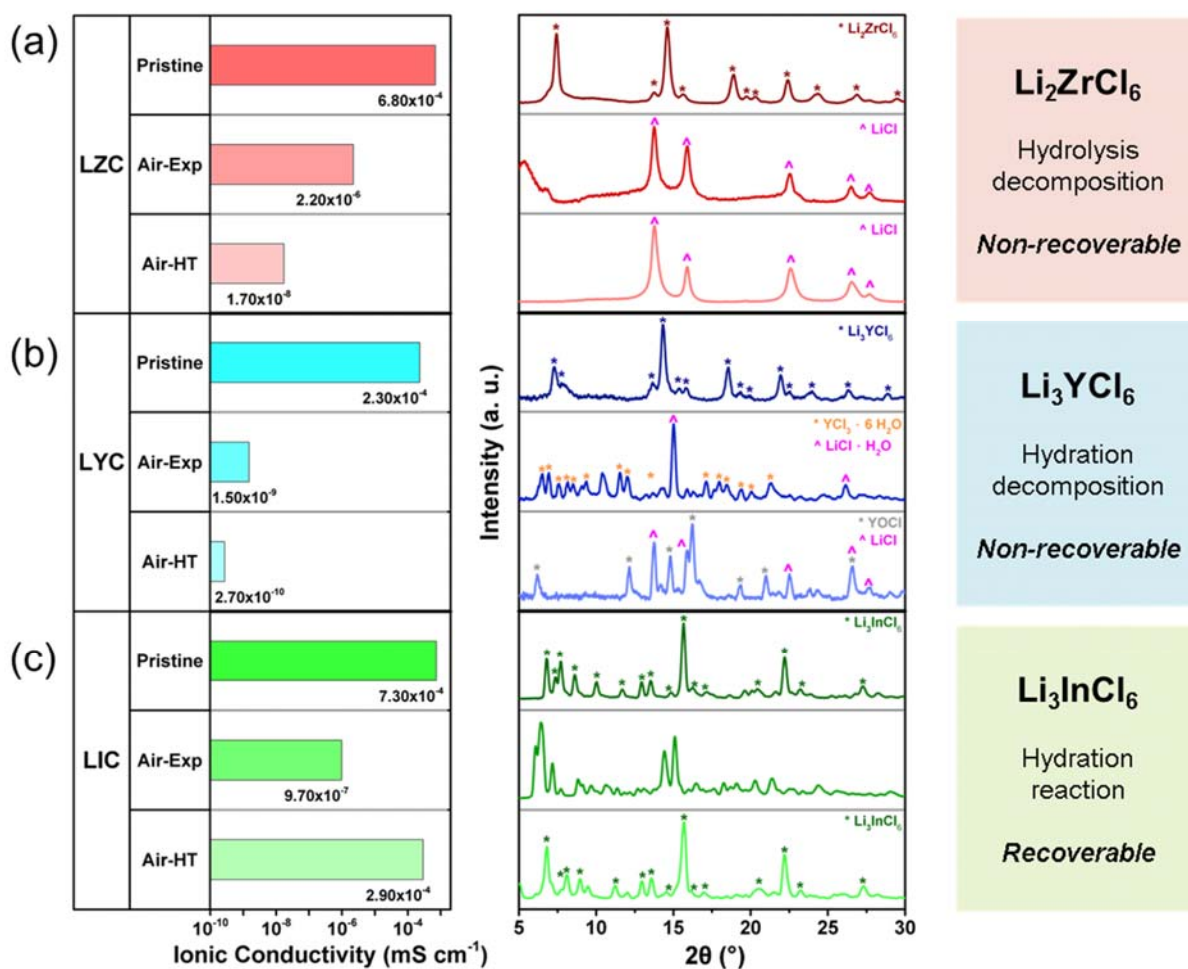 (a)
LZC
Pristine
6.80x10⁻⁴
Air-Exp
2.20x10⁻⁶
Air-HT
1.70x10⁻⁸
* Li₂ZrCl₆
^ LiCl
^ LiCl
Li₂ZrCl₆
Hydrolysis
decomposition
Non-recoverable
(b)
LYC
Pristine
2.30x10⁻⁴
Air-Exp
1.50x10⁻⁹
Air-HT
2.70x10⁻¹⁰
* Li₃YCl₆
* YCl₃ · 6 H₂O
^ LiCl · H₂O
* YOCl
^ LiCl
Li₃YCl₆
Hydration
decomposition
Non-recoverable
(c)
LIC
Pristine
7.30x10⁻⁴
Air-Exp
9.70x10⁻⁷
Air-HT
2.90x10⁻⁴
* Li₃InCl₆
* Li₃InCl₆
Li₃InCl₆
Hydration
reaction
Recoverable
10⁻¹⁰ 10⁻⁸ 10⁻⁶ 10⁻⁴
Ionic Conductivity (mS cm⁻¹)
Intensity (a. u.)
5 10 15 20 25 30
2θ (°)